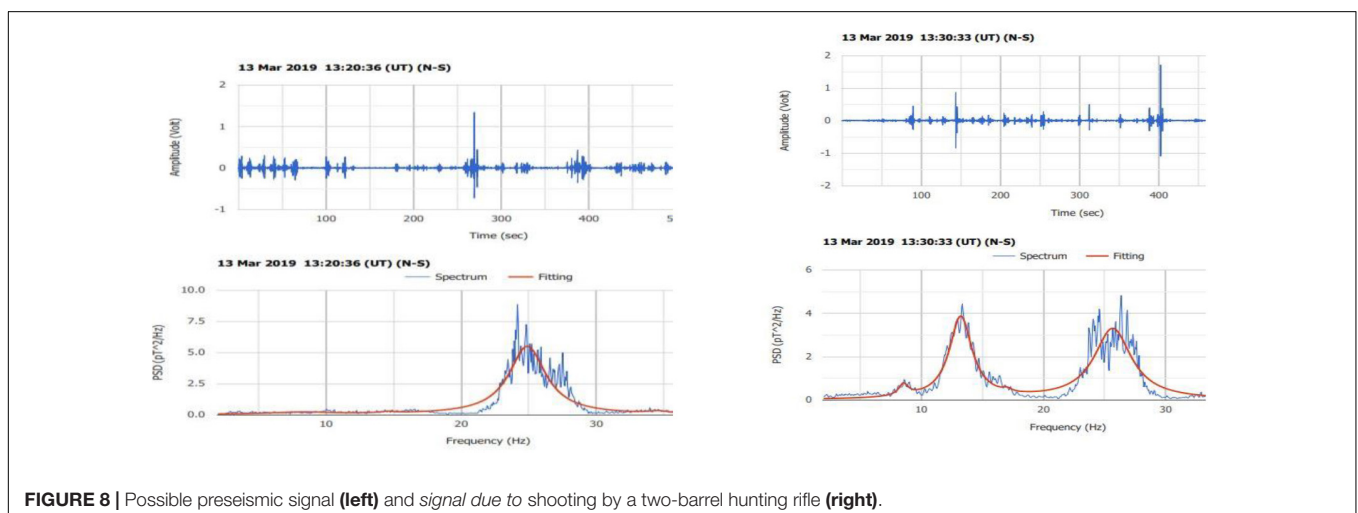 13 Mar 2019 13:20:36 (UT) (N-S)
Amplitude (Volt)
2
1
0
-1
100
200
300
400
5
Time (sec)
13 Mar 2019 13:20:36 (UT) (N-S)
Spectrum
Fitting
PSD (pT^2/Hz)
10.0
7.5
5.0
2.5
0.0
10
20
30
Frequency (Hz)
13 Mar 2019 13:30:33 (UT) (N-S)
Amplitude (Volt)
2
1
0
-1
-2
100
200
300
400
Time (sec)
13 Mar 2019 13:30:33 (UT) (N-S)
Spectrum
Fitting
PSD (pT^2/Hz)
6
4
2
0
10
20
30
Frequency (Hz)
FIGURE 8 | Possible preseismic signal (left) and signal due to shooting by a two-barrel hunting rifle (right).